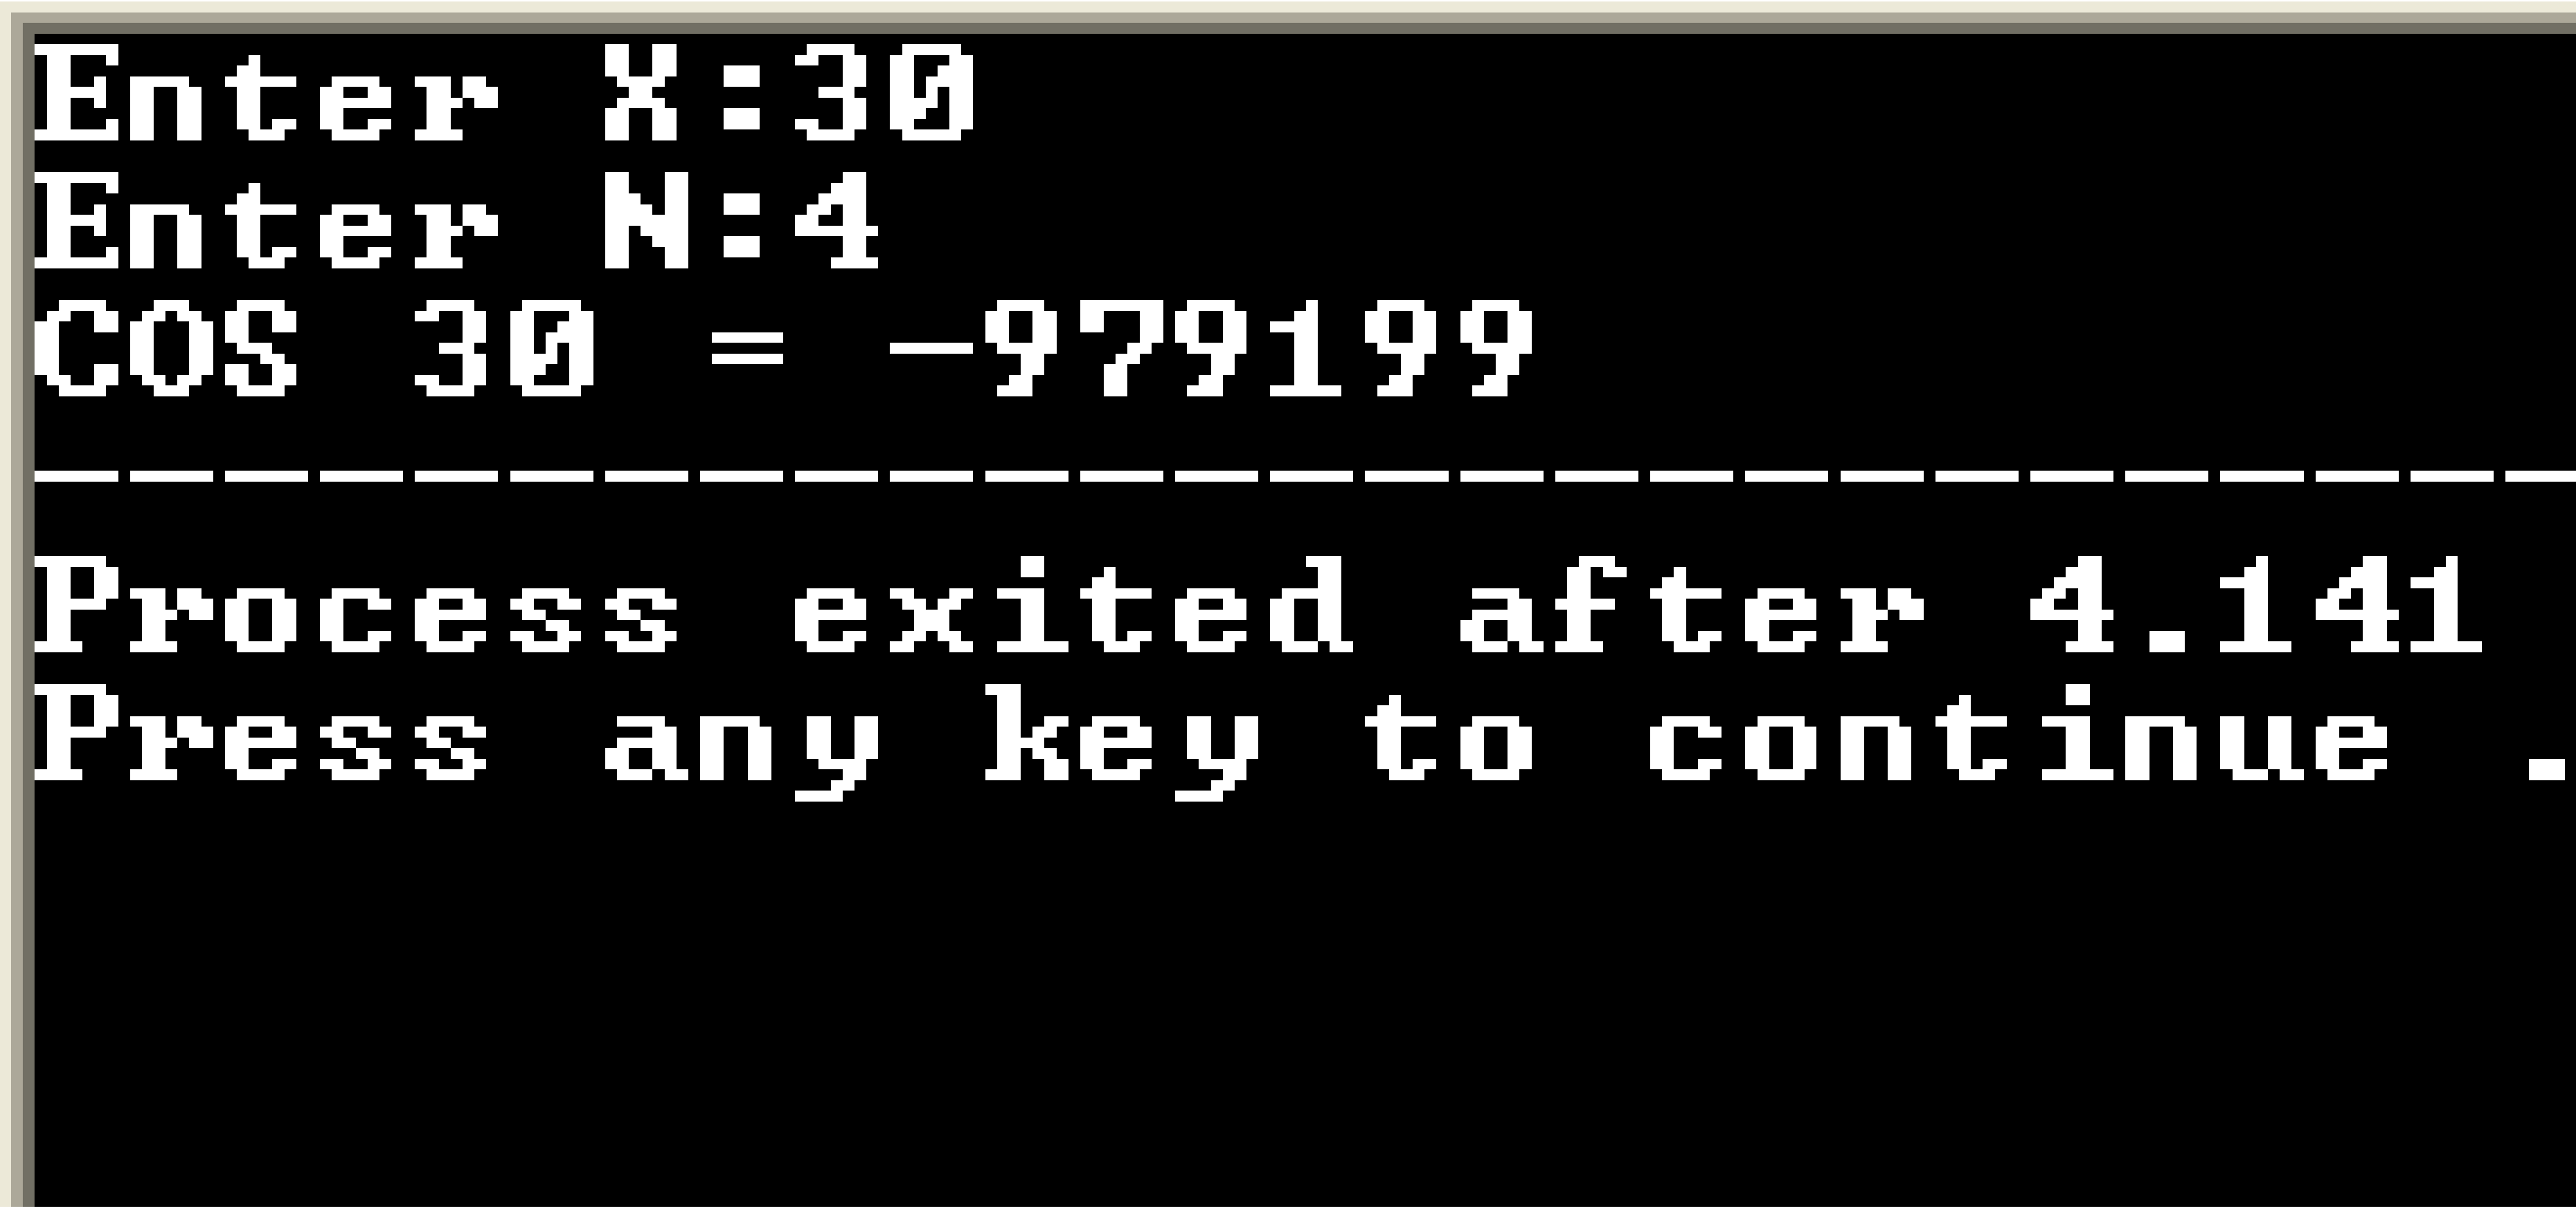 Enter X:30
Enter N:4
COS 30 = -979199
--------------------------
Process exited after 4.141
Press any key to continue .